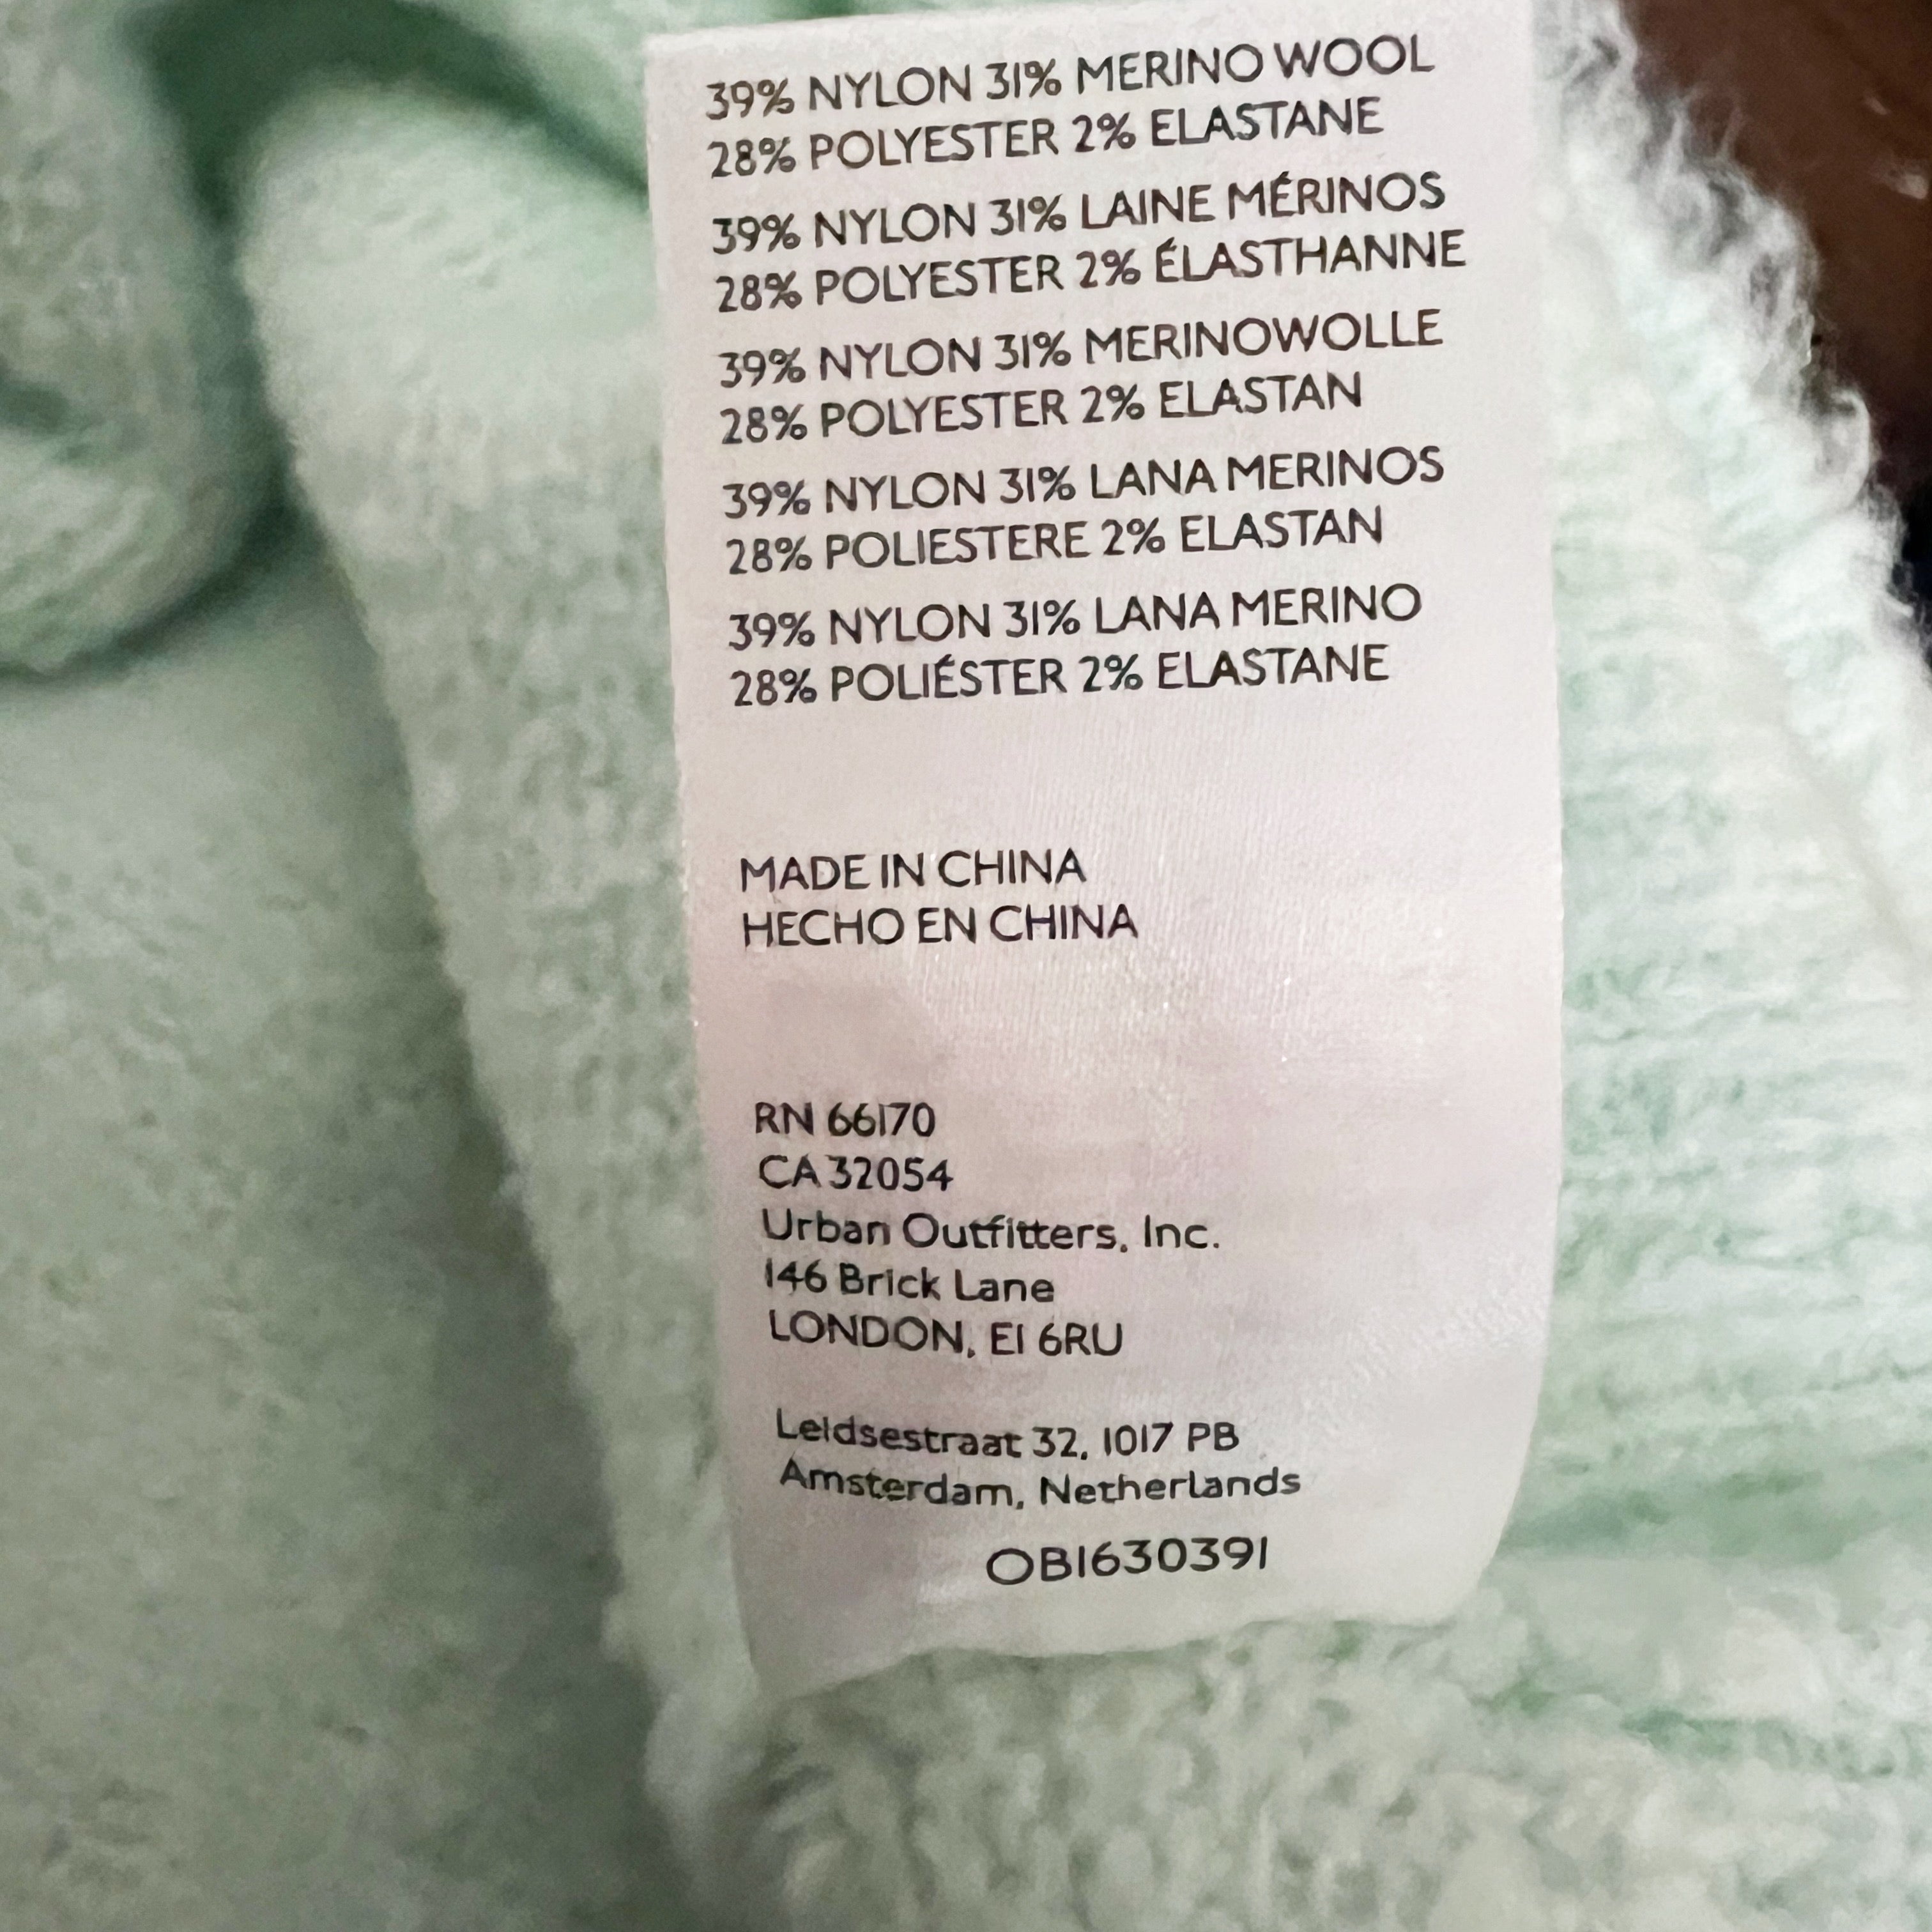 39% NYLON 31% MERINO WOOL
28% POLYESTER 2% ELASTANE
39% NYLON 31% LAINE MÉRINOS
28% POLYESTER 2% ÉLASTHANNE
39% NYLON 31% MERINOWOLLE
28% POLYESTER 2% ELASTAN
39% NYLON 31% LANA MERINOS
28% POLIESTERE 2% ELASTAN
39% NYLON 31% LANA MERINO
28% POLIÉSTER 2% ELASTANE
MADE IN CHINA
HECHO EN CHINA
RN 66170
CA 32054
Urban Outfitters, Inc.
146 Brick Lane
LONDON, E1 6RU
Leidsestraat 32, 1017 PB
Amsterdam, Netherlands
OB1630391